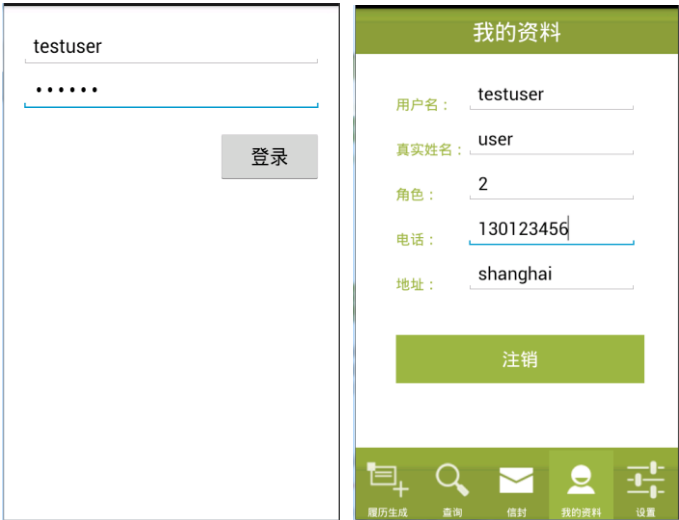 testuser
••••••
登录
我的资料
用户名： testuser
真实姓名： user
角色： 2
电话： 130123456
地址： shanghai
注销
履历生成 查询 信封 我的资料 设置